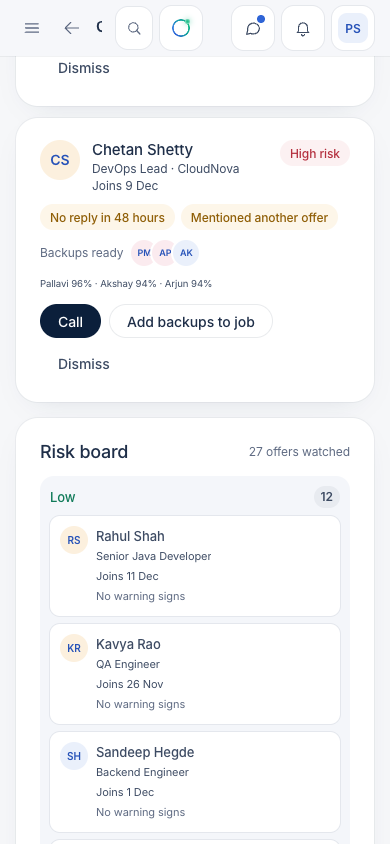 PS
Dismiss
CS
Chetan Shetty
High risk
DevOps Lead · CloudNova
Joins 9 Dec
No reply in 48 hours
Mentioned another offer
Backups ready
PM
AP
AK
Pallavi 96% · Akshay 94% · Arjun 94%
Call
Add backups to job
Dismiss
Risk board
27 offers watched
Low
12
RS
Rahul Shah
Senior Java Developer
Joins 11 Dec
No warning signs
KR
Kavya Rao
QA Engineer
Joins 26 Nov
No warning signs
SH
Sandeep Hegde
Backend Engineer
Joins 1 Dec
No warning signs